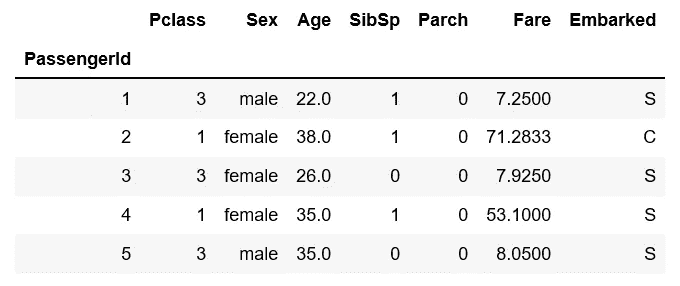 Pclass Sex Age SibSp Parch Fare Embarked
PassengerId
1 3 male 22.0 1 0 7.2500 S
2 1 female 38.0 1 0 71.2833 C
3 3 female 26.0 0 0 7.9250 S
4 1 female 35.0 1 0 53.1000 S
5 3 male 35.0 0 0 8.0500 S